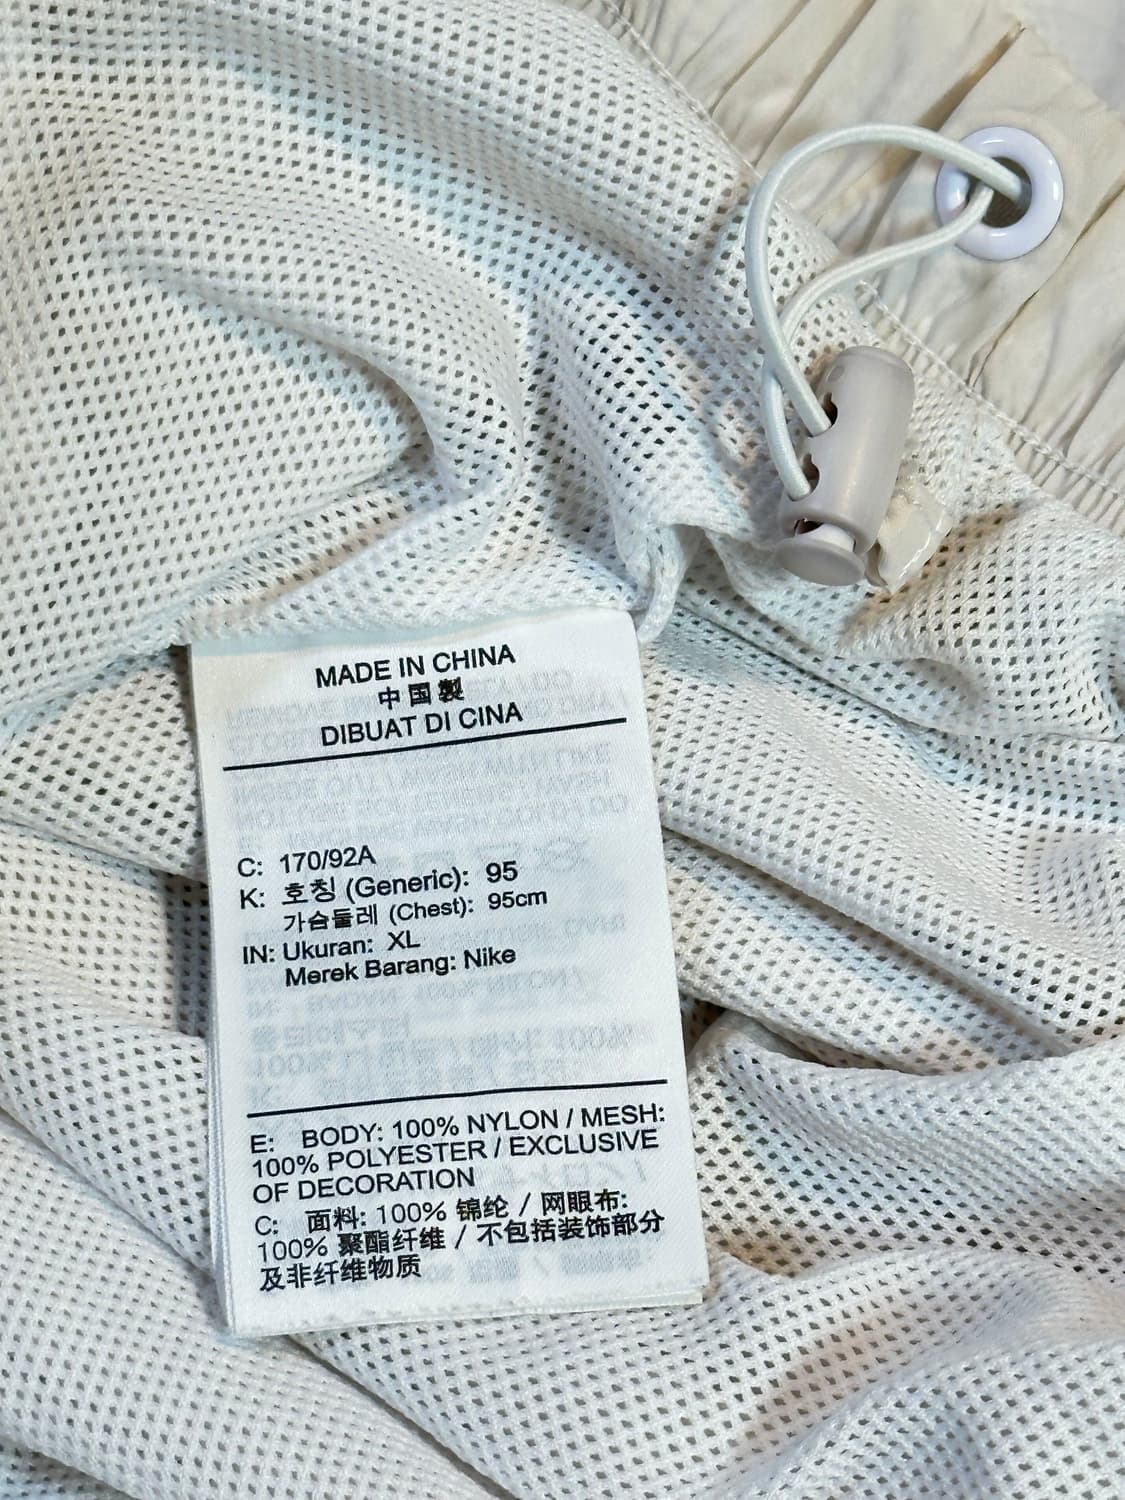 MADE IN CHINA
中国製
DIBUAT DI CINA
C: 170/92A
K: 호칭 (Generic): 95
가슴둘레 (Chest): 95cm
IN: Ukuran: XL
Merek Barang: Nike
E: BODY: 100% NYLON / MESH:
100% POLYESTER / EXCLUSIVE
OF DECORATION
C: 面料: 100% 锦纶 / 网眼布:
100% 聚酯纤维 / 不包括装饰部分
及非纤维物质